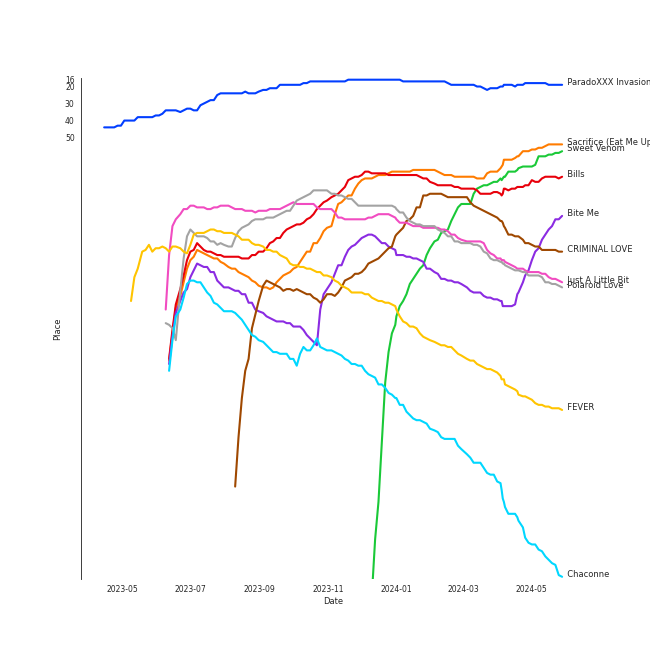 16
20
30
40
50
Place
ParadoXXX Invasion
Sacrifice (Eat Me Up
Sweet Venom
Bills
Bite Me
CRIMINAL LOVE
Just A Little Bit
Polaroid Love
FEVER
Chaconne
2023-05 2023-07 2023-09 2023-11 2024-01 2024-03 2024-05
Date